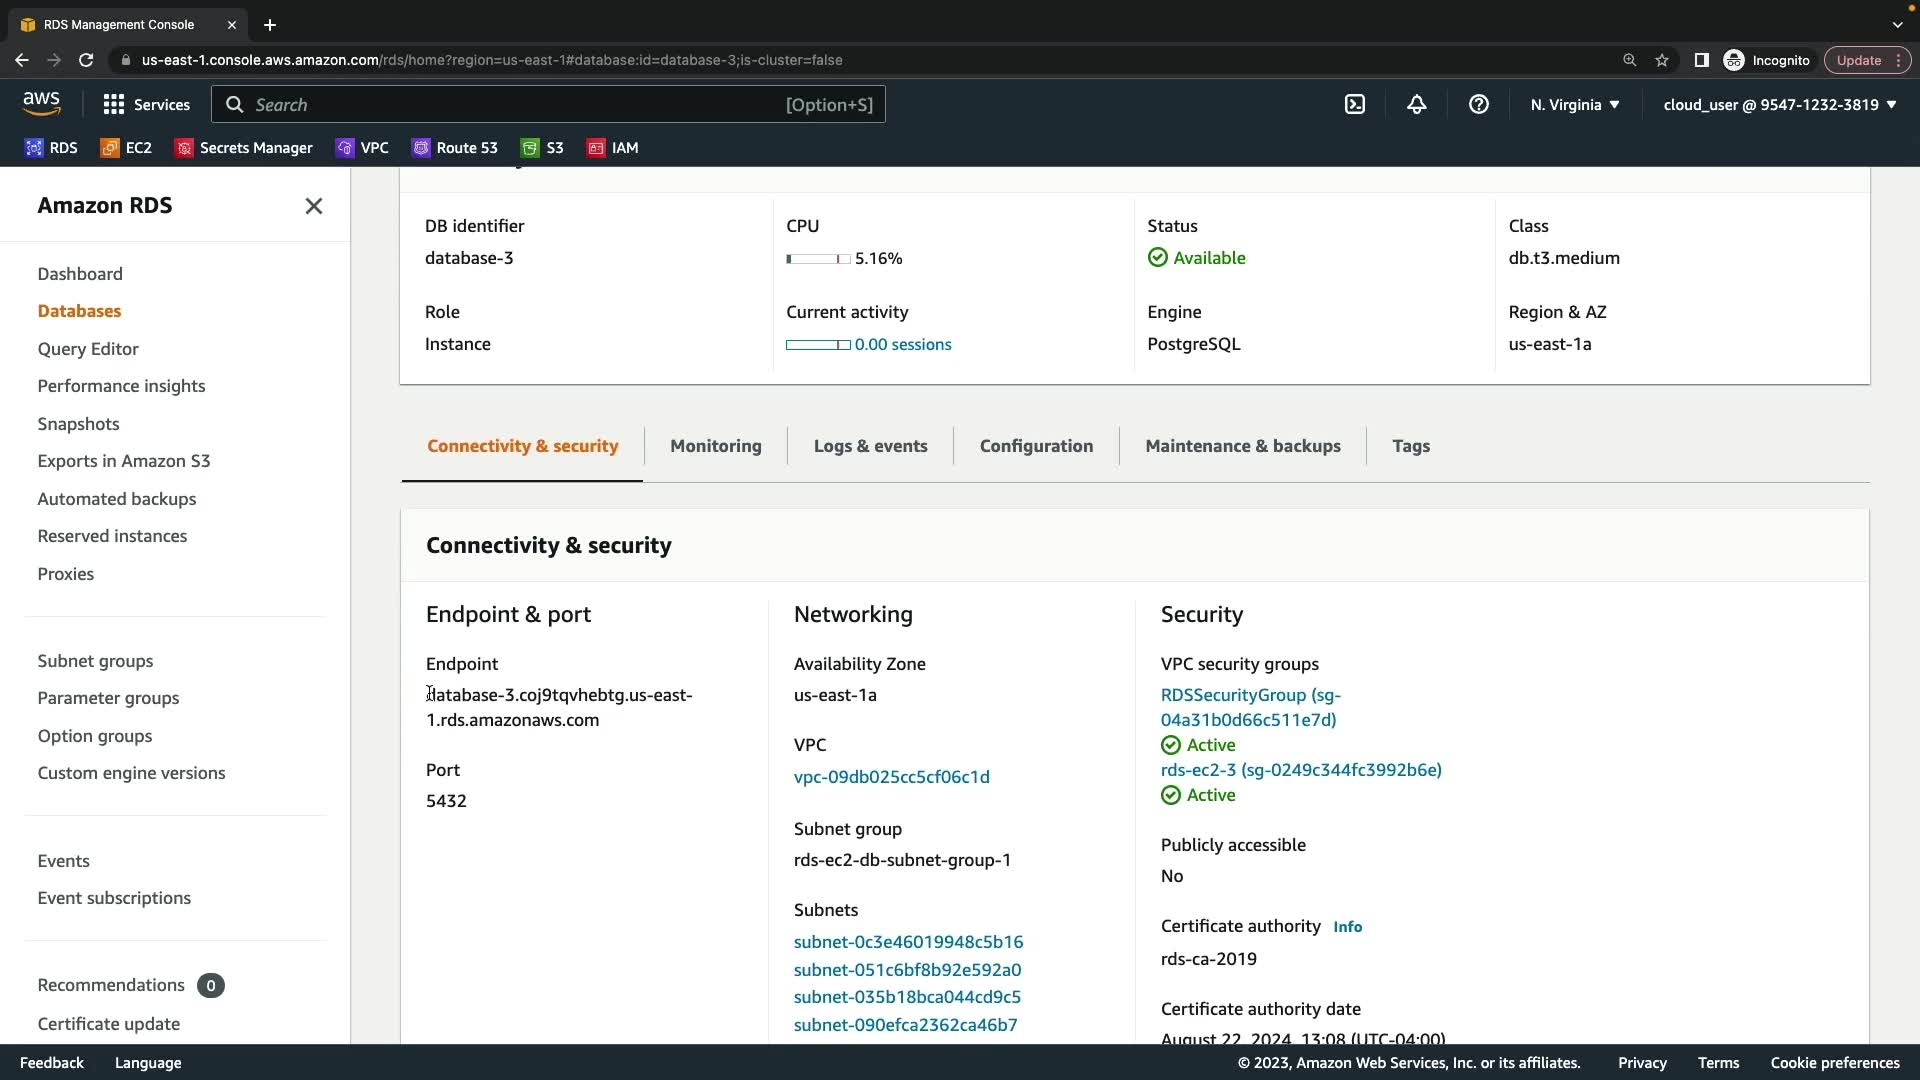 RDS Management Console
us-east-1.console.aws.amazon.com/rds/home?region=us-east-1#database:id=database-3;is-cluster=false
Incognito
Update
aws
Services
Search
[Option+S]
N. Virginia
cloud_user @ 9547-1232-3819
RDS
EC2
Secrets Manager
VPC
Route 53
S3
IAM
Amazon RDS
Dashboard
Databases
Query Editor
Performance insights
Snapshots
Exports in Amazon S3
Automated backups
Reserved instances
Proxies
Subnet groups
Parameter groups
Option groups
Custom engine versions
Events
Event subscriptions
Recommendations 0
Certificate update
DB identifier
database-3
CPU
5.16%
Status
Available
Class
db.t3.medium
Role
Instance
Current activity
0.00 sessions
Engine
PostgreSQL
Region & AZ
us-east-1a
Connectivity & security
Monitoring
Logs & events
Configuration
Maintenance & backups
Tags
Connectivity & security
Endpoint & port
Endpoint
database-3.coj9tqvhebtg.us-east-
1.rds.amazonaws.com
Port
5432
Networking
Availability Zone
us-east-1a
VPC
vpc-09db025cc5cf06c1d
Subnet group
rds-ec2-db-subnet-group-1
Subnets
subnet-0c3e46019948c5b16
subnet-051c6bf8b92e592a0
subnet-035b18bca044cd9c5
subnet-090efca2362ca46b7
Security
VPC security groups
RDSSecurityGroup (sg-
04a31b0d66c511e7d)
Active
rds-ec2-3 (sg-0249c344fc3992b6e)
Active
Publicly accessible
No
Certificate authority Info
rds-ca-2019
Certificate authority date
August 22, 2024, 13:08 (UTC-04:00)
Feedback
Language
© 2023, Amazon Web Services, Inc. or its affiliates.
Privacy
Terms
Cookie preferences